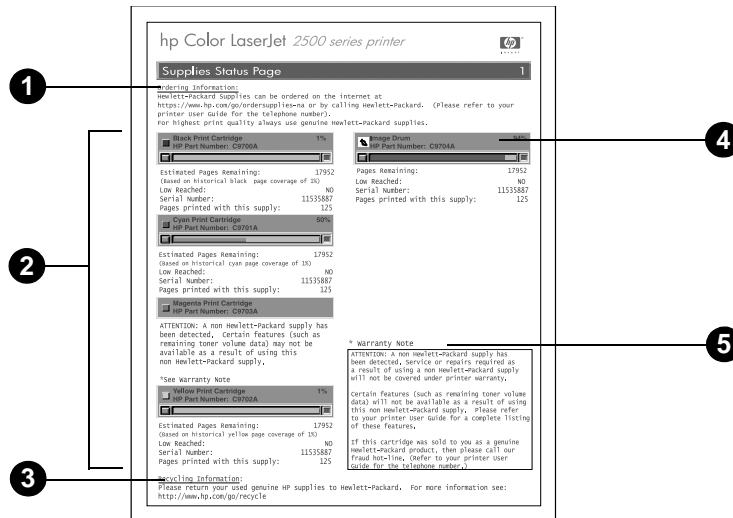 hp Color LaserJet 2500 series printer
hp
Supplies Status Page 1
1
Ordering Information:
Hewlett-Packard Supplies can be ordered on the internet at
https://www.hp.com/go/ordersupplies-na or by calling Hewlett-Packard. (Please refer to your
printer User Guide for the telephone number).
For highest print quality always use genuine Hewlett-Packard supplies.
2
Black Print Cartridge 1%
HP Part Number: C9700A
Estimated Pages Remaining: 17952
(Based on historical black page coverage of 1%)
Low Reached: NO
Serial Number: 11535887
Pages printed with this supply: 125
Cyan Print Cartridge 50%
HP Part Number: C9701A
Estimated Pages Remaining: 17952
(Based on historical cyan page coverage of 1%)
Low Reached: NO
Serial Number: 11535887
Pages printed with this supply: 125
Magenta Print Cartridge
HP Part Number: C9703A
ATTENTION: A non Hewlett-Packard supply has
been detected. Certain features (such as
remaining toner volume data) may not be
available as a result of using this
non Hewlett-Packard supply.
*See Warranty Note
Yellow Print Cartridge 1%
HP Part Number: C9702A
Estimated Pages Remaining: 17952
(Based on historical yellow page coverage of 1%)
Low Reached: NO
Serial Number: 11535887
Pages printed with this supply: 125
4
Image Drum 94%
HP Part Number: C9704A
Pages Remaining: 17952
Low Reached: NO
Serial Number: 11535887
Pages printed with this supply: 125
5
* Warranty Note
ATTENTION: A non Hewlett-Packard supply has
been detected. Service or repairs required as
a result of using a non Hewlett-Packard supply
will not be covered under printer warranty.
Certain features (such as remaining toner volume
data) will not be available as a result of using
this non Hewlett-Packard supply. Please refer
to your printer User Guide for a complete listing
of these features.
If this cartridge was sold to you as a genuine
Hewlett-Packard product, then please call our
fraud hot-line. (Refer to your printer User
Guide for the telephone number.)
3
Recycling Information:
Please return your used genuine HP supplies to Hewlett-Packard. For more information see:
http://www.hp.com/go/recycle